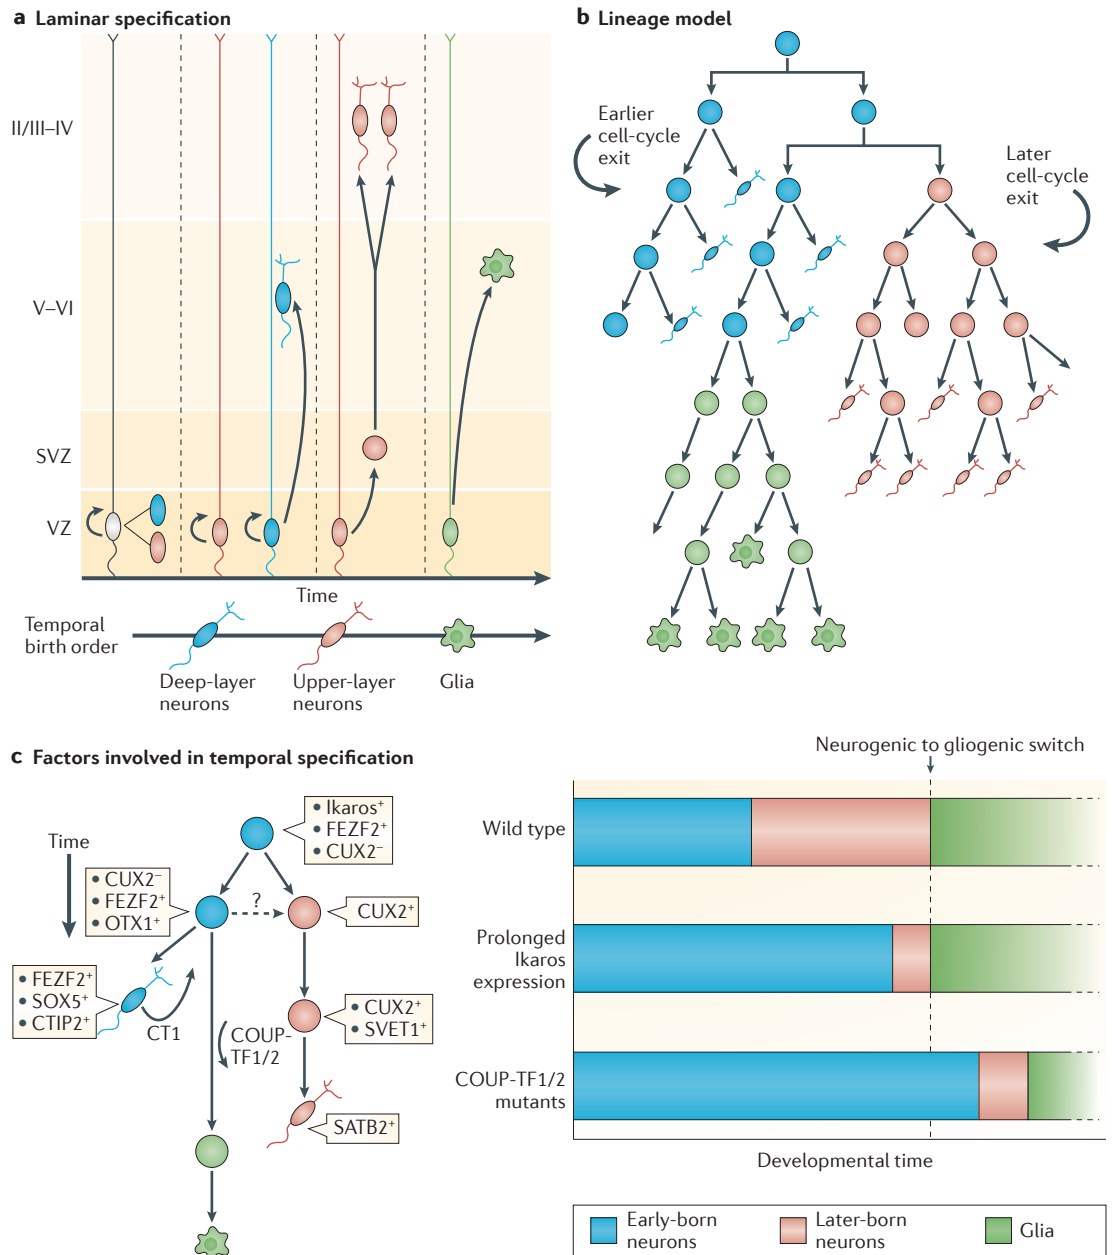 a Laminar specification
II/III–IV
V–VI
SVZ
VZ
Time
Temporal
birth order
Deep-layer
neurons
Upper-layer
neurons
Glia
b Lineage model
Earlier
cell-cycle
exit
Later
cell-cycle
exit
c Factors involved in temporal specification
Time
• Ikaros⁺
• FEZF2⁺
• CUX2⁻
• CUX2⁻
• FEZF2⁺
• OTX1⁺
?
CUX2⁺
• FEZF2⁺
• SOX5⁺
• CTIP2⁺
CT1
COUP-
TF1/2
• CUX2⁺
• SVET1⁺
SATB2⁺
Neurogenic to gliogenic switch
Wild type
Prolonged
Ikaros
expression
COUP-TF1/2
mutants
Developmental time
Early-born
neurons
Later-born
neurons
Glia